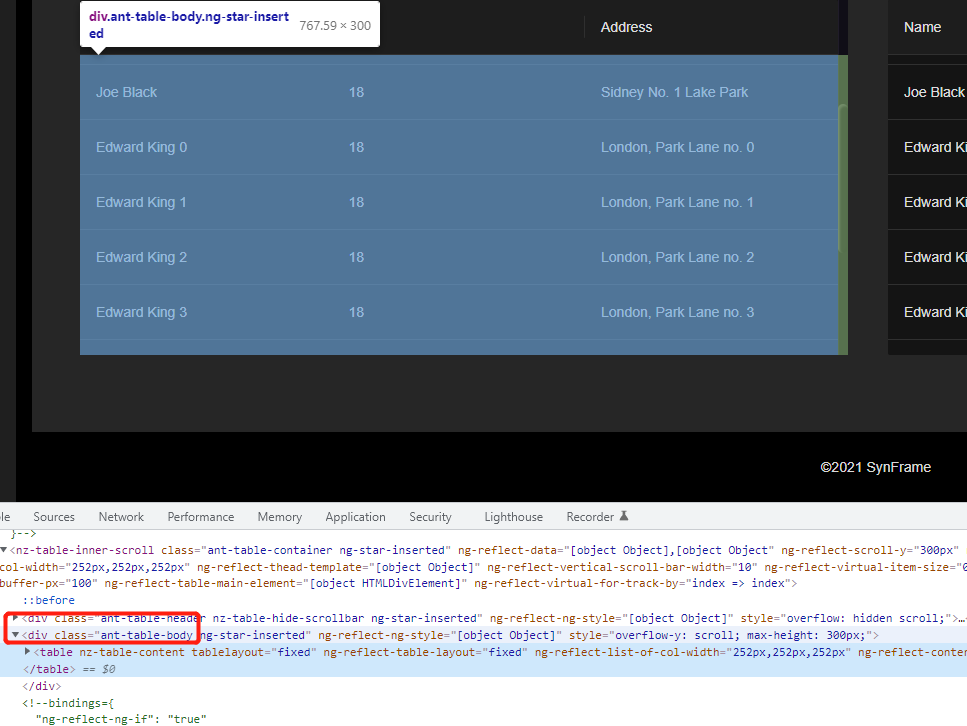 div.ant-table-body.ng-star-insert
ed
767.59 × 300
Address
Name
Joe Black
18
Sidney No. 1 Lake Park
Joe Black
Edward King 0
18
London, Park Lane no. 0
Edward Ki
Edward King 1
18
London, Park Lane no. 1
Edward Ki
Edward King 2
18
London, Park Lane no. 2
Edward Ki
Edward King 3
18
London, Park Lane no. 3
Edward Ki
©2021 SynFrame
le Sources Network Performance Memory Application Security Lighthouse Recorder
}-->
<nz-table-inner-scroll class="ant-table-container ng-star-inserted" ng-reflect-data="[object Object],[object Object" ng-reflect-scroll-y="300px"
col-width="252px,252px,252px" ng-reflect-thead-template="[object Object]" ng-reflect-vertical-scroll-bar-width="10" ng-reflect-virtual-item-size="0
buffer-px="100" ng-reflect-table-main-element="[object HTMLDivElement]" ng-reflect-virtual-for-track-by="index => index">
::before
<div class="ant-table-header nz-table-hide-scrollbar ng-star-inserted" ng-reflect-ng-style="[object Object]" style="overflow: hidden scroll;">…
<div class="ant-table-body ng-star-inserted" ng-reflect-ng-style="[object Object]" style="overflow-y: scroll; max-height: 300px;">
<table nz-table-content tablelayout="fixed" ng-reflect-table-layout="fixed" ng-reflect-list-of-col-width="252px,252px,252px" ng-reflect-conten
</table> == $0
</div>
<!--bindings={
"ng-reflect-ng-if": "true"